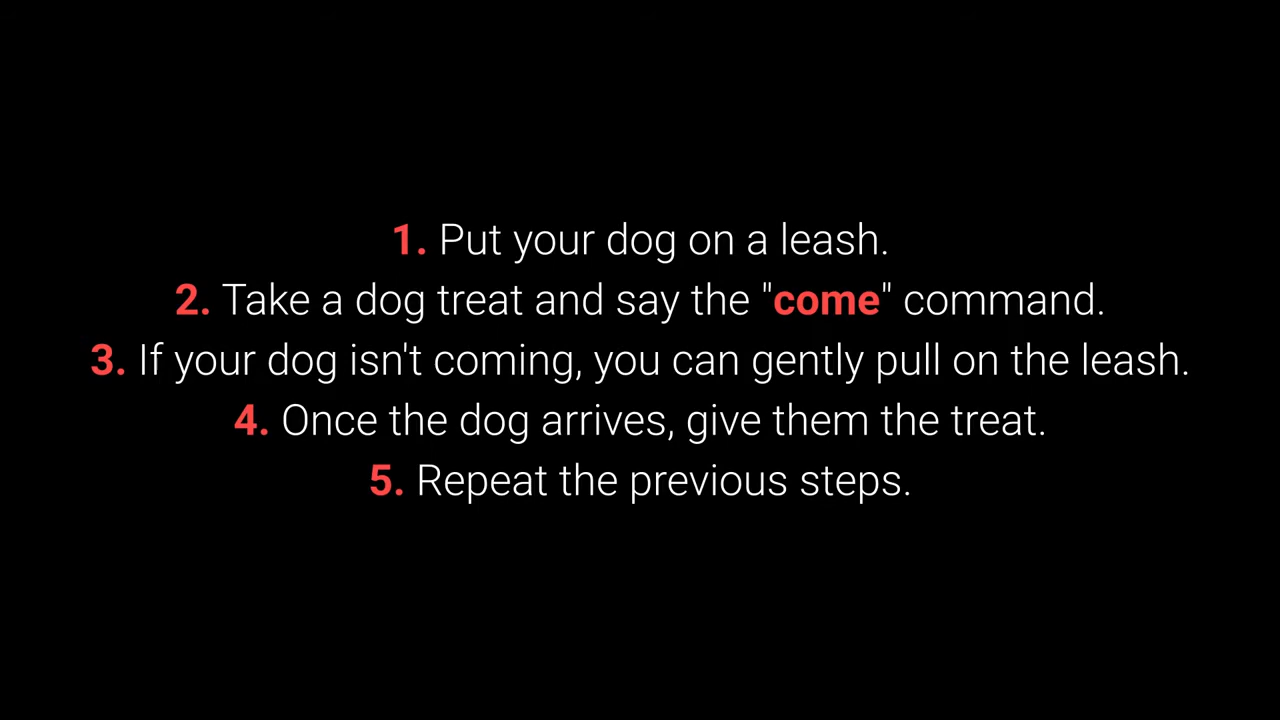 1. Put your dog on a leash.
2. Take a dog treat and say the "come" command.
3. If your dog isn't coming, you can gently pull on the leash.
4. Once the dog arrives, give them the treat.
5. Repeat the previous steps.